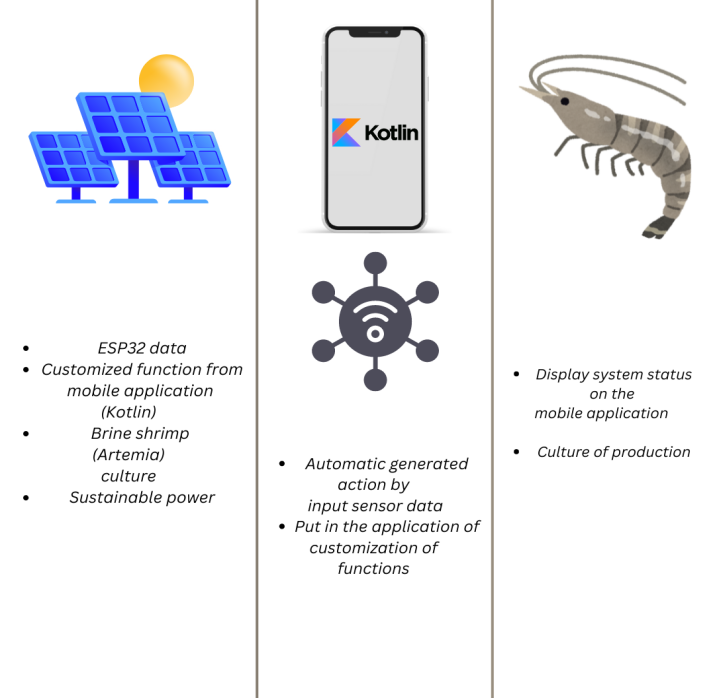 Kotlin
• ESP32 data
• Customized function from
mobile application
(Kotlin)
• Brine shrimp
(Artemia)
culture
• Sustainable power
• Automatic generated
action by
input sensor data
• Put in the application of
customization of
functions
• Display system status
on the
mobile application
• Culture of production